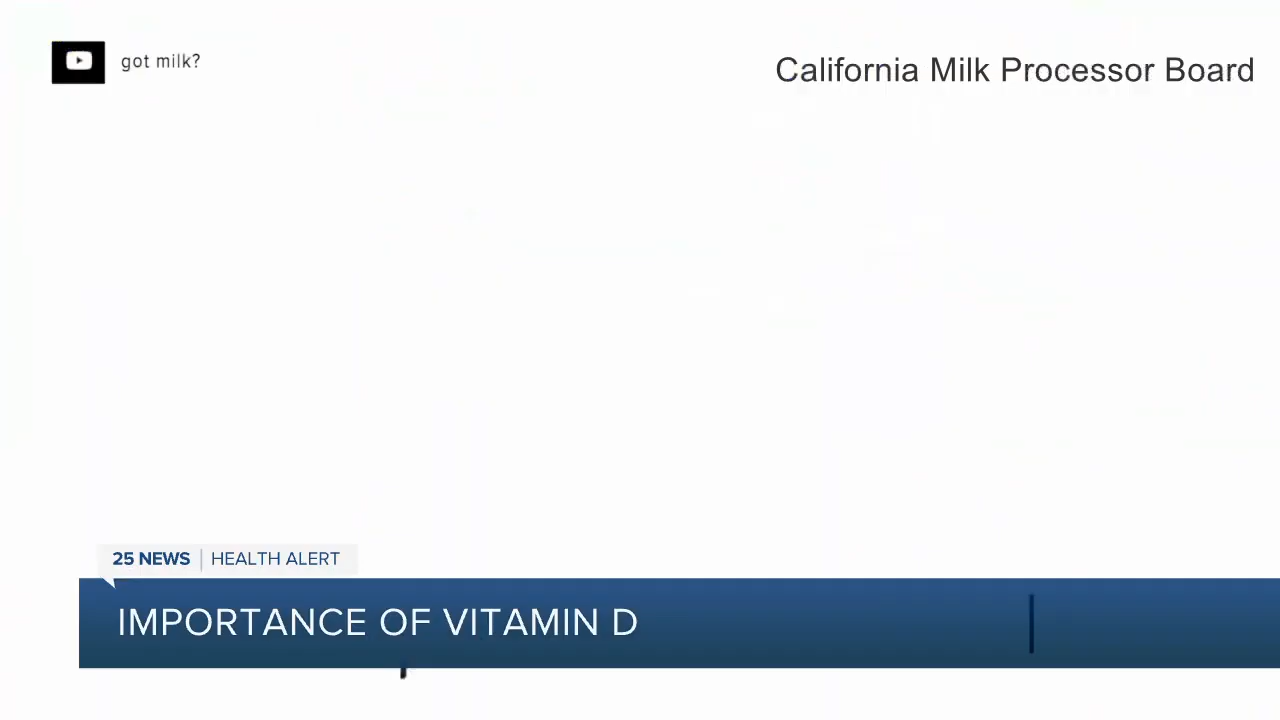 got milk?
California Milk Processor Board
25 NEWS | HEALTH ALERT
IMPORTANCE OF VITAMIN D